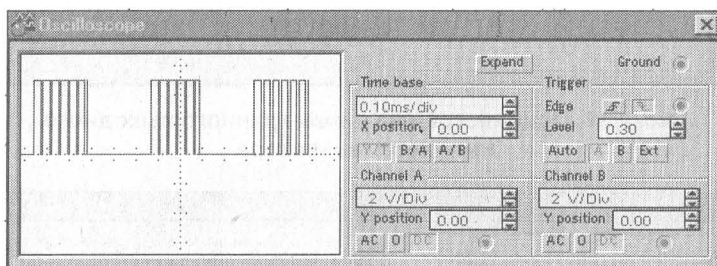 Oscilloscope
Expand
Ground
Time base
0.10ms/div
X position 0.00
Y/T B/A A/B
Trigger
Edge
Level 0.30
Auto A B Ext
Channel A
2 V/Div
Y position 0.00
AC 0 DC
Channel B
2 V/Div
Y position 0.00
AC 0 DC